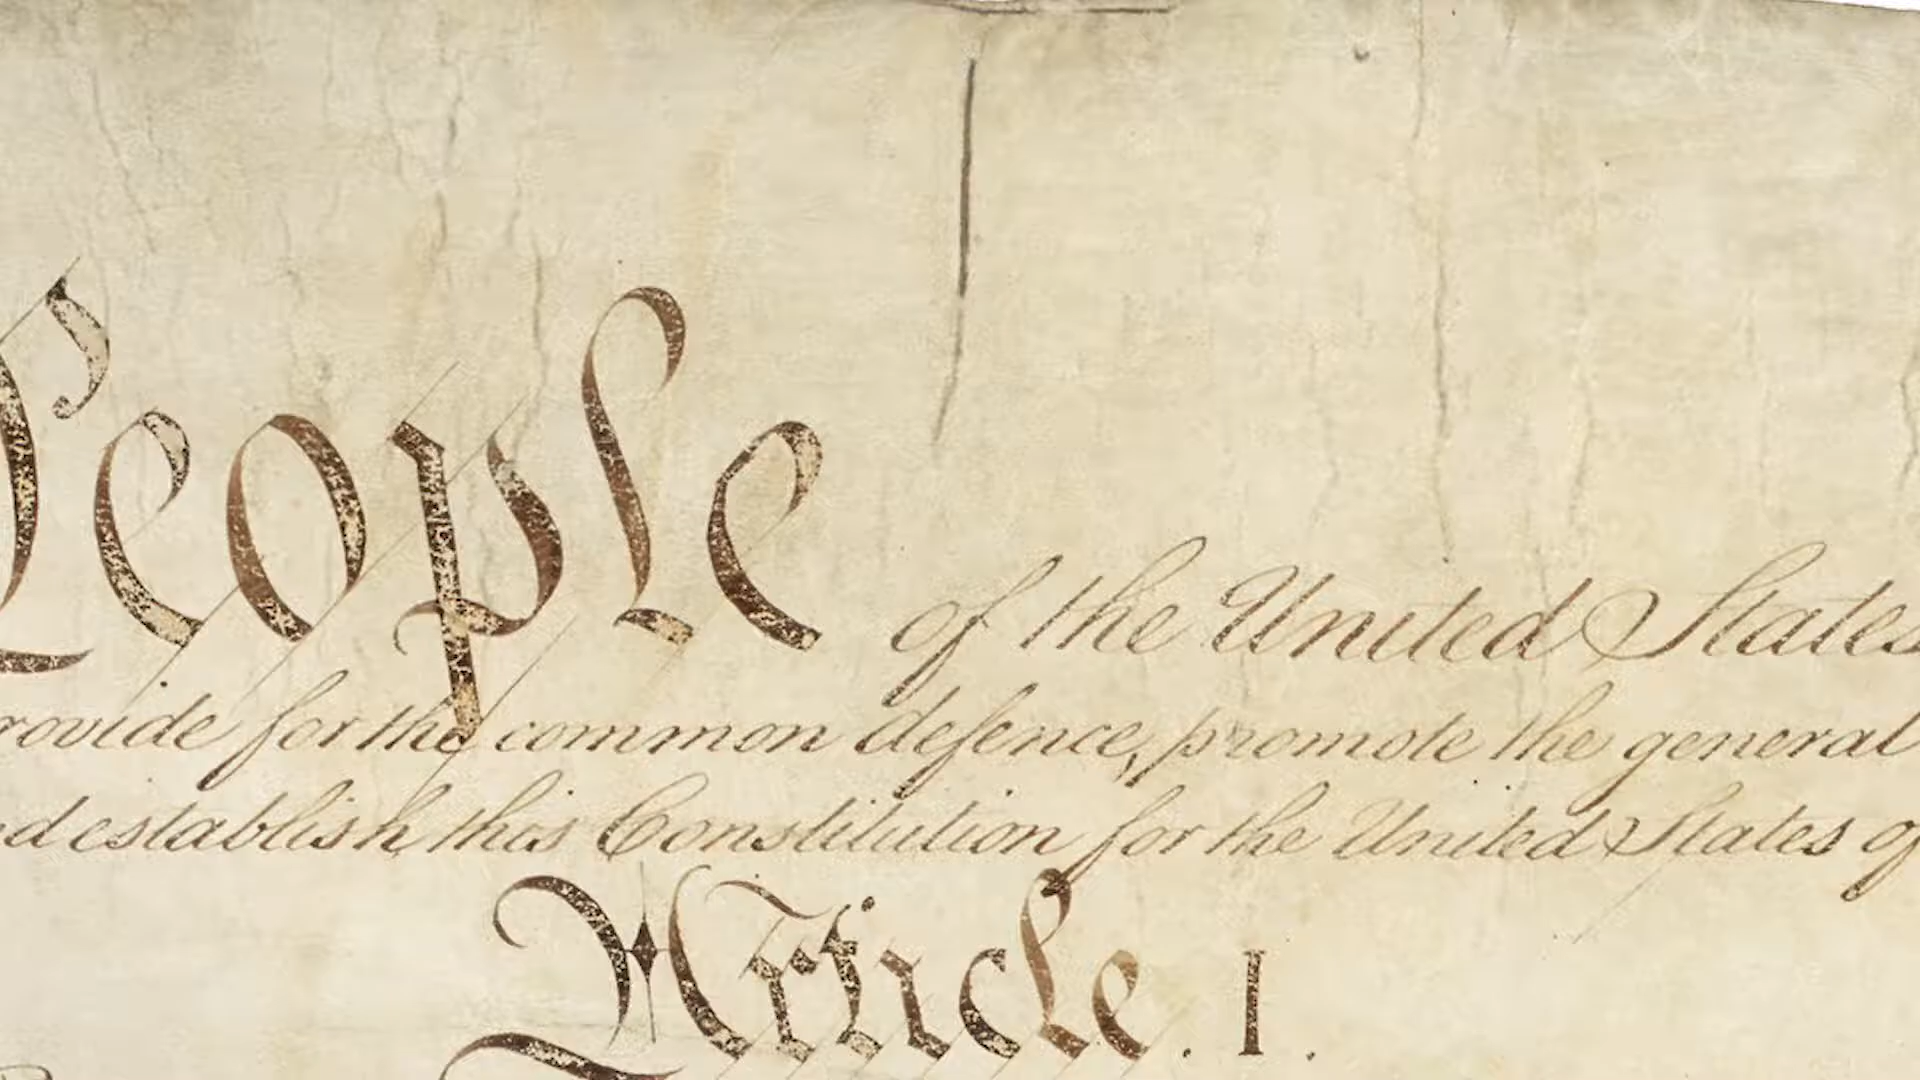 People of the United States
rovide for the common defence, promote the general
d establish this Constitution for the United States of
Article. I.